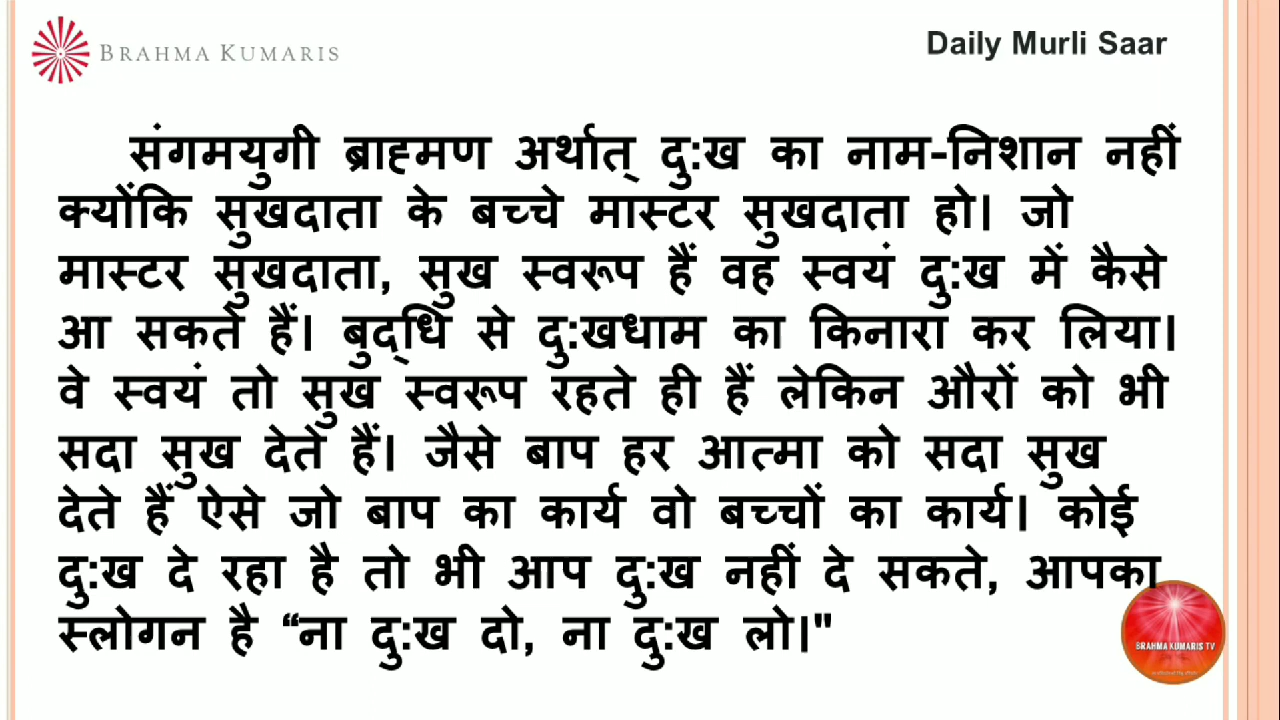 BRAHMA KUMARIS
Daily Murli Saar
संगमयुगी ब्राह्मण अर्थात् दु:ख का नाम-निशान नहीं
क्योंकि सुखदाता के बच्चे मास्टर सुखदाता हो। जो
मास्टर सुखदाता, सुख स्वरूप हैं वह स्वयं दु:ख में कैसे
आ सकते हैं। बुद्धि से दु:खधाम का किनारा कर लिया।
वे स्वयं तो सुख स्वरूप रहते ही हैं लेकिन औरों को भी
सदा सुख देते हैं। जैसे बाप हर आत्मा को सदा सुख
देते हैं ऐसे जो बाप का कार्य वो बच्चों का कार्य। कोई
दु:ख दे रहा है तो भी आप दु:ख नहीं दे सकते, आपका
स्लोगन है “ना दु:ख दो, ना दु:ख लो।"
BRAHMA KUMARIS TV